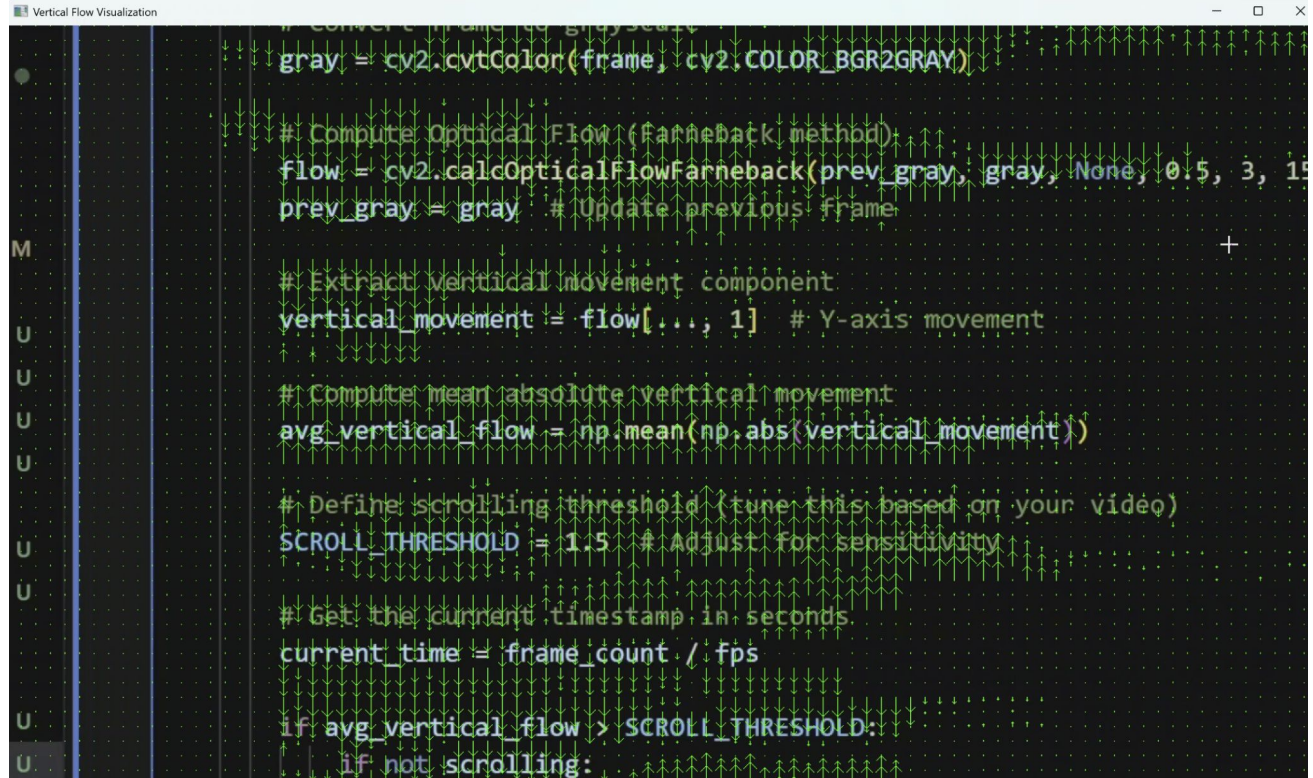 Vertical Flow Visualization
# Convert frame to grayscale
gray = cv2.cvtColor(frame, cv2.COLOR_BGR2GRAY)
# Compute Optical Flow (Farneback method)
flow = cv2.calcOpticalFlowFarneback(prev_gray, gray, None, 0.5, 3, 15
prev_gray = gray  # Update previous frame
M
# Extract vertical movement component
vertical_movement = flow[..., 1]  # Y-axis movement
U
U
# Compute mean absolute vertical movement
U
avg_vertical_flow = np.mean(np.abs(vertical_movement))
U
# Define scrolling threshold (tune this based on your video)
SCROLL_THRESHOLD = 1.5  # Adjust for sensitivity
U
U
# Get the current timestamp in seconds
current_time = frame_count / fps
U
if avg_vertical_flow > SCROLL_THRESHOLD:
U
if not scrolling: